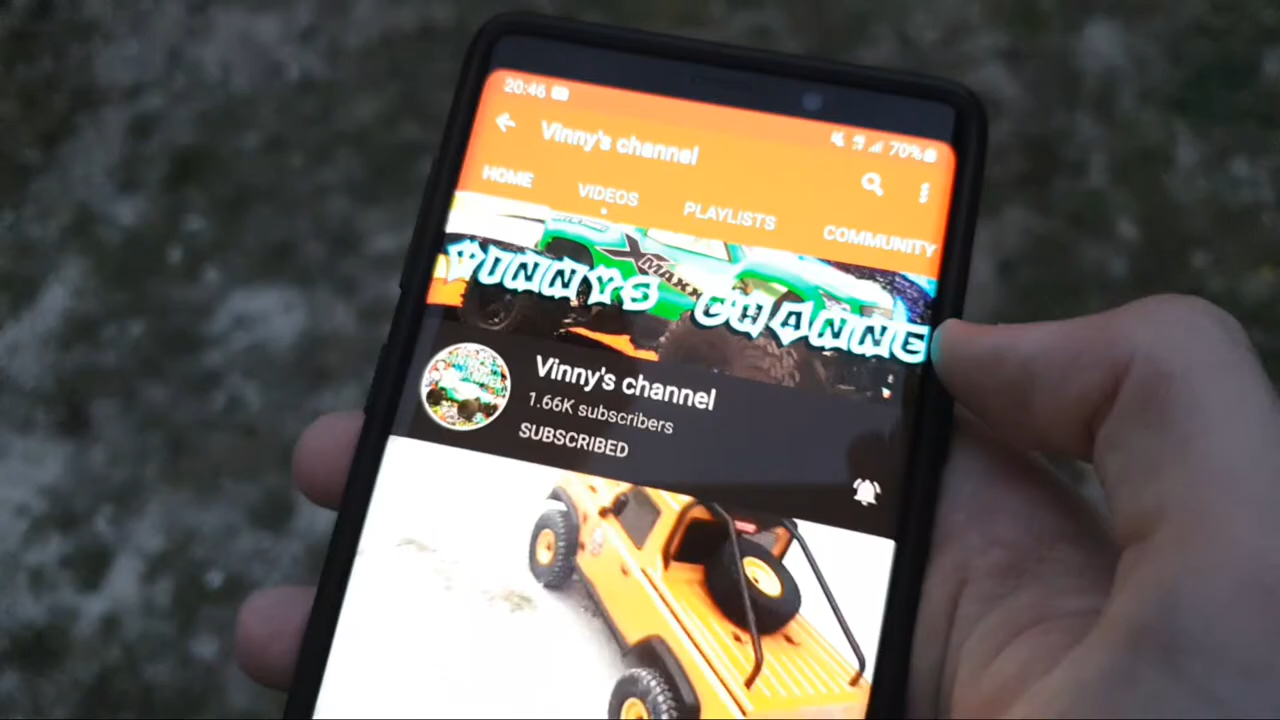 20:46
70%
Vinny's channel
HOME VIDEOS PLAYLISTS COMMUNITY
X-MAXX
VINNYS CHANNE
Vinny's channel
1.66K subscribers
SUBSCRIBED